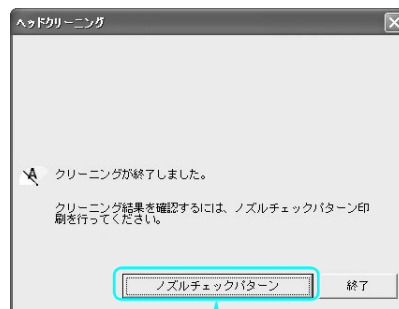 ヘッドクリーニング
クリーニングが終了しました。
クリーニング結果を確認するには、ノズルチェックパターン印
刷を行ってください。
ノズルチェックパターン 終了